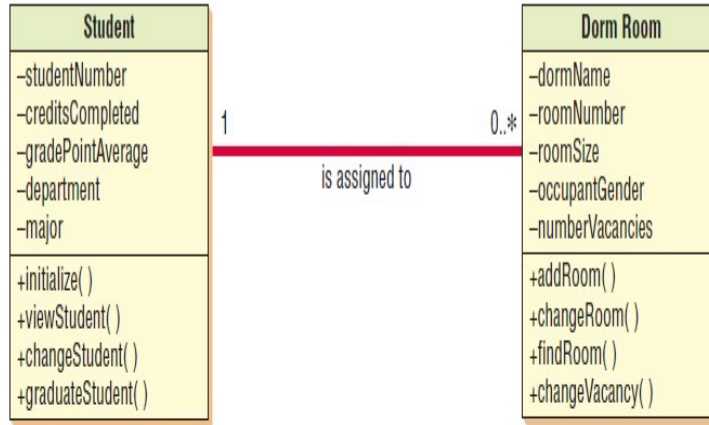 Student
–studentNumber
–creditsCompleted
–gradePointAverage
–department
–major
+initialize( )
+viewStudent( )
+changeStudent( )
+graduateStudent( )
1
0..*
is assigned to
Dorm Room
–dormName
–roomNumber
–roomSize
–occupantGender
–numberVacancies
+addRoom( )
+changeRoom( )
+findRoom( )
+changeVacancy( )